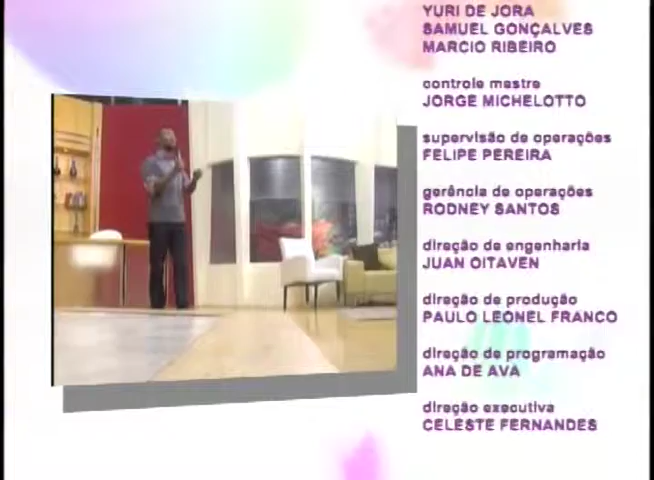 YURI DE JORA
SAMUEL GONÇALVES
MARCIO RIBEIRO
controle mestre
JORGE MICHELOTTO
supervisão de operações
FELIPE PEREIRA
gerência de operações
RODNEY SANTOS
direção de engenharia
JUAN OITAVEN
direção de produção
PAULO LEONEL FRANCO
direção de programação
ANA DE AVA
direção executiva
CELESTE FERNANDES